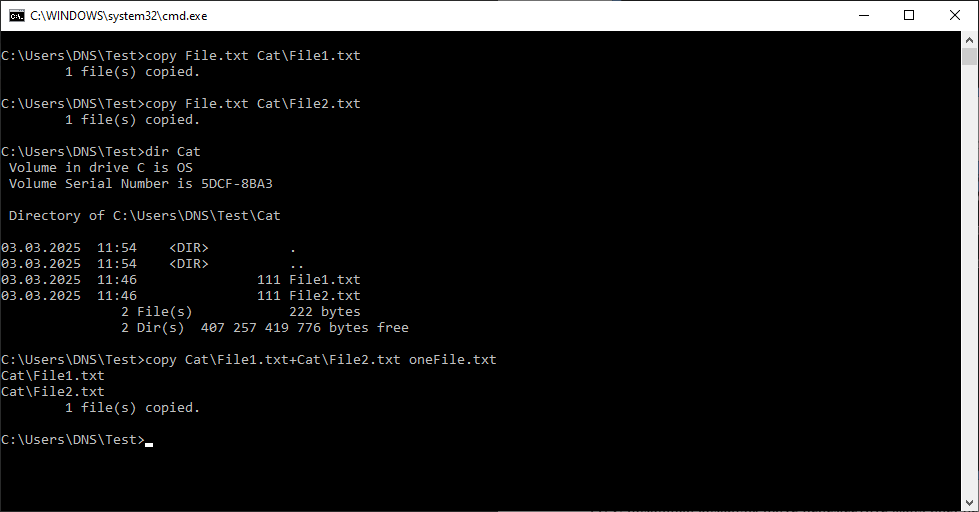 C:\WINDOWS\system32\cmd.exe
C:\Users\DNS\Test>copy File.txt Cat\File1.txt
        1 file(s) copied.
C:\Users\DNS\Test>copy File.txt Cat\File2.txt
        1 file(s) copied.
C:\Users\DNS\Test>dir Cat
 Volume in drive C is OS
 Volume Serial Number is 5DCF-8BA3
 Directory of C:\Users\DNS\Test\Cat
03.03.2025  11:54    <DIR>          .
03.03.2025  11:54    <DIR>          ..
03.03.2025  11:46               111 File1.txt
03.03.2025  11:46               111 File2.txt
               2 File(s)            222 bytes
               2 Dir(s)  407 257 419 776 bytes free
C:\Users\DNS\Test>copy Cat\File1.txt+Cat\File2.txt oneFile.txt
Cat\File1.txt
Cat\File2.txt
        1 file(s) copied.
C:\Users\DNS\Test>